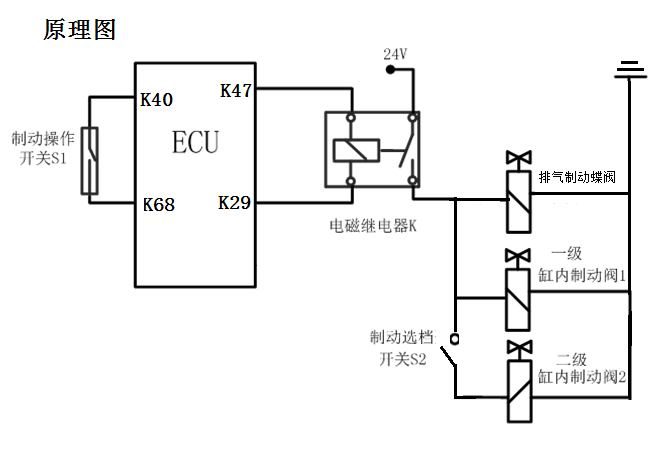 原理图
24V
K40
K47
制动操作
开关S1
ECU
K68
K29
电磁继电器K
排气制动蝶阀
一级
缸内制动阀1
制动选档
开关S2
二级
缸内制动阀2